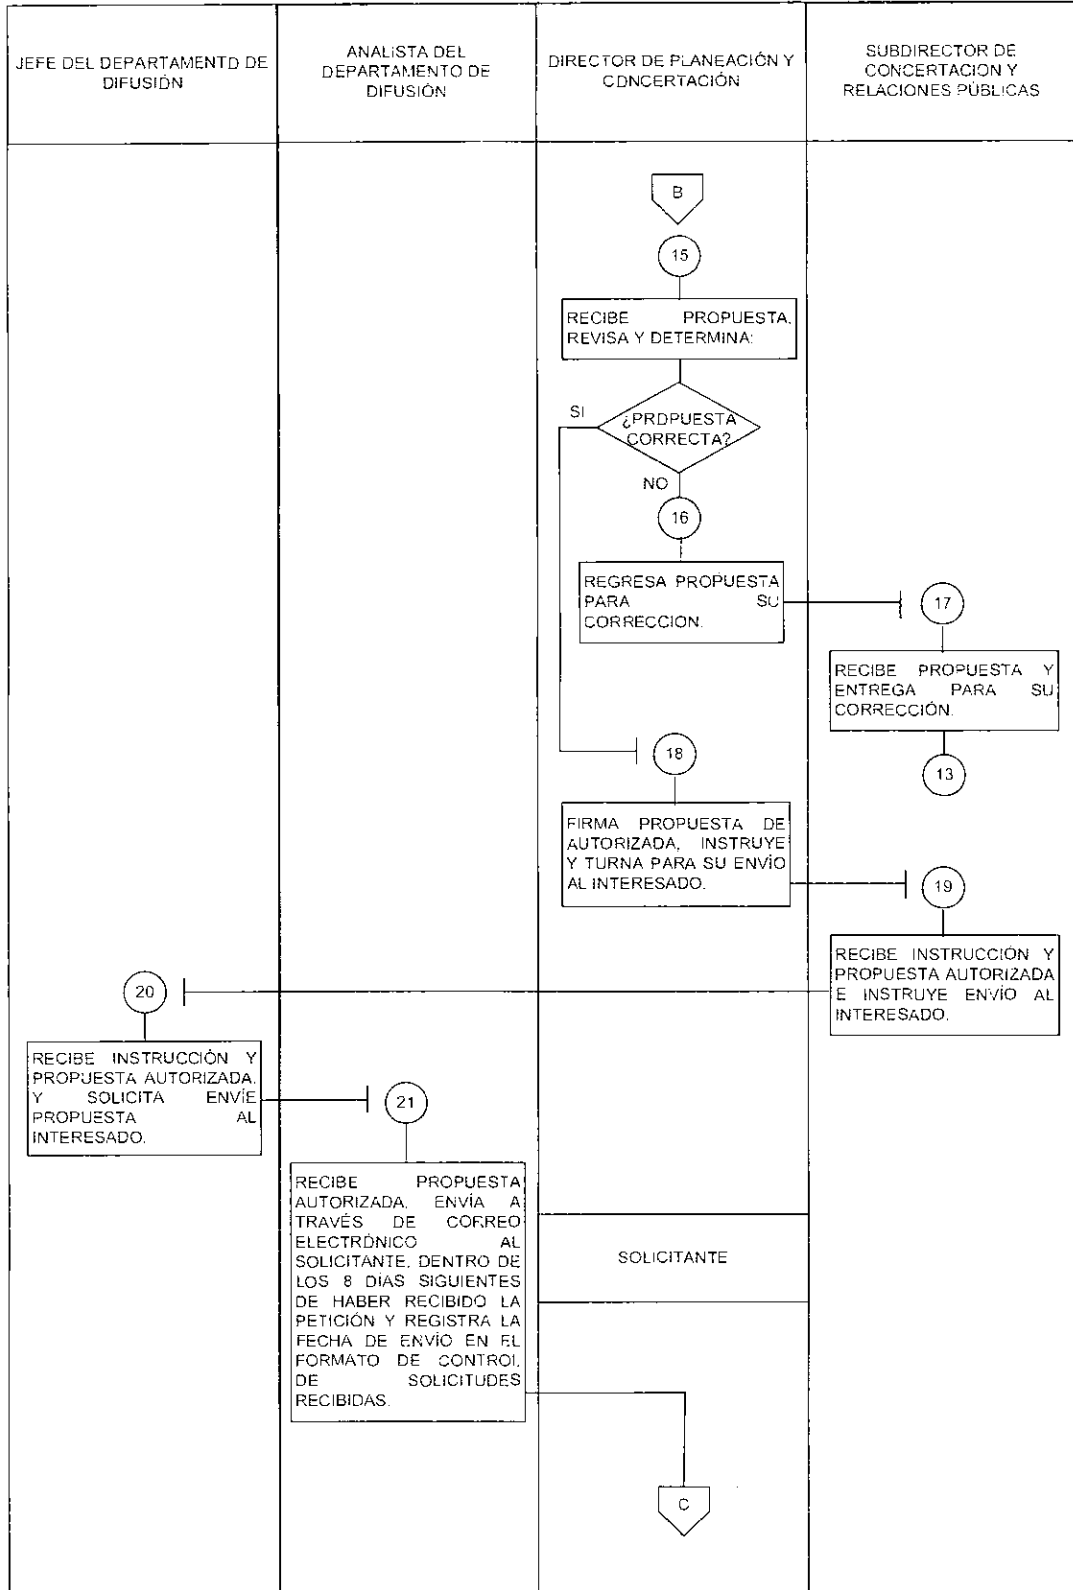 JEFE DEL DEPARTAMENTO DE
DIFUSIÓN
ANALISTA DEL
DEPARTAMENTO DE
DIFUSIÓN
DIRECTOR DE PLANEACIÓN Y
CONCERTACIÓN
SUBDIRECTOR DE
CONCERTACION Y
RELACIONES PÚBLICAS
B
15
RECIBE PROPUESTA,
REVISA Y DETERMINA:
SI
¿PROPUESTA
CORRECTA?
NO
16
REGRESA PROPUESTA
PARA SU
CORRECCION.
17
RECIBE PROPUESTA Y
ENTREGA PARA SU
CORRECCIÓN.
13
18
FIRMA PROPUESTA DE
AUTORIZADA, INSTRUYE
Y TURNA PARA SU ENVÍO
AL INTERESADO.
19
RECIBE INSTRUCCIÓN Y
PROPUESTA AUTORIZADA
E INSTRUYE ENVÍO AL
INTERESADO.
20
RECIBE INSTRUCCIÓN Y
PROPUESTA AUTORIZADA,
Y SOLICITA ENVÍE
PROPUESTA AL
INTERESADO.
21
RECIBE PROPUESTA
AUTORIZADA, ENVÍA A
TRAVÉS DE CORREO
ELECTRÓNICO AL
SOLICITANTE, DENTRO DE
LOS 8 DÍAS SIGUIENTES
DE HABER RECIBIDO LA
PETICIÓN Y REGISTRA LA
FECHA DE ENVÍO EN EL
FORMATO DE CONTROL
DE SOLICITUDES
RECIBIDAS.
SOLICITANTE
C